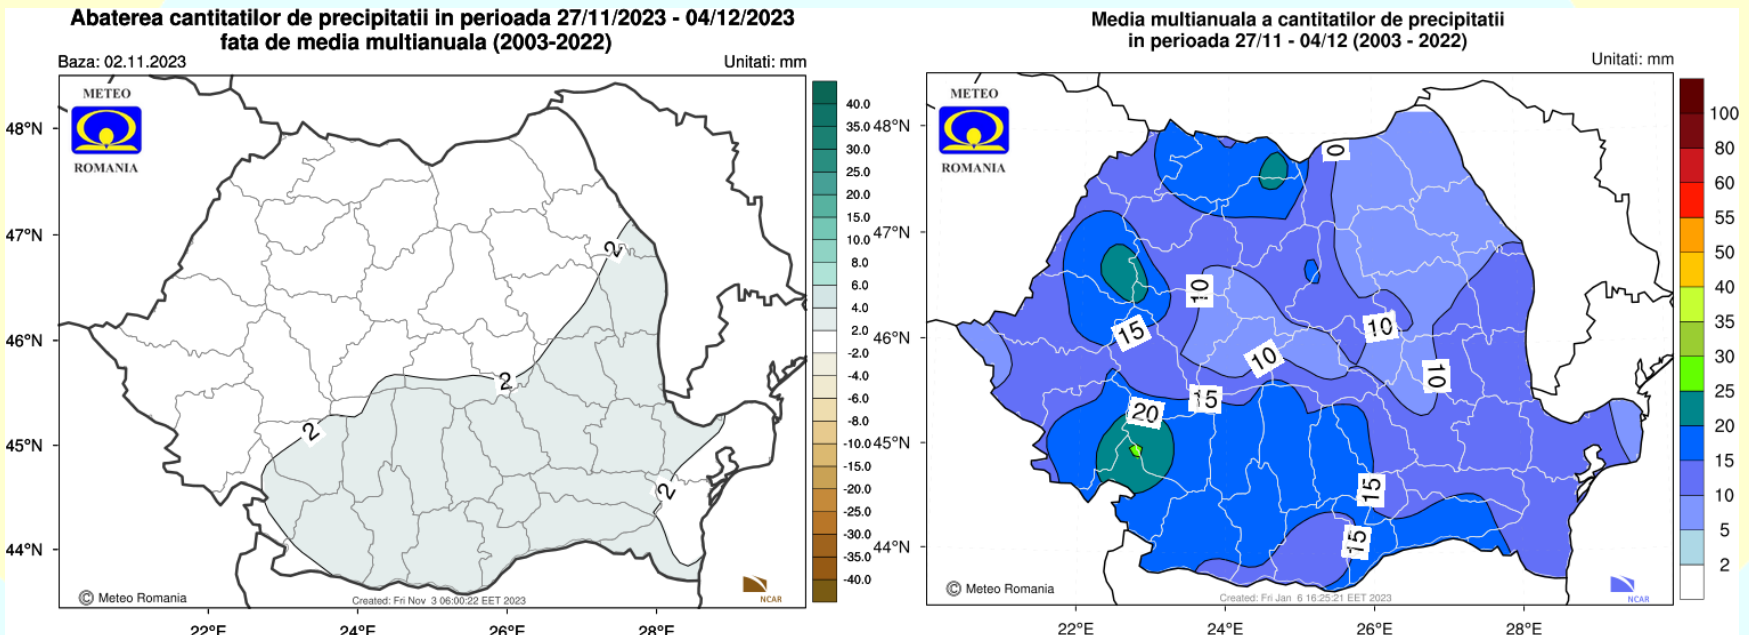 Abaterea cantitatilor de precipitatii in perioada 27/11/2023 - 04/12/2023
fata de media multianuala (2003-2022)
Baza: 02.11.2023
Unitati: mm
METEO
ROMANIA
48°N
47°N
46°N
45°N
44°N
2
2
2
2
40.0
35.0
30.0
25.0
20.0
15.0
10.0
8.0
6.0
4.0
2.0
-2.0
-4.0
-6.0
-8.0
-10.0
-15.0
-20.0
-25.0
-30.0
-35.0
-40.0
© Meteo Romania
Created: Fri Nov 3 06:00:22 EET 2023
NCAR
22°E
24°E
26°E
28°E
Media multianuala a cantitatilor de precipitatii
in perioada 27/11 - 04/12 (2003 - 2022)
Unitati: mm
METEO
ROMANIA
48°N
47°N
46°N
45°N
44°N
0
10
15
10
10
10
20
15
15
15
100
80
60
55
50
40
35
30
25
20
15
10
5
2
© Meteo Romania
Created: Fri Jan 6 16:25:21 EET 2023
NCAR
22°E
24°E
26°E
28°E